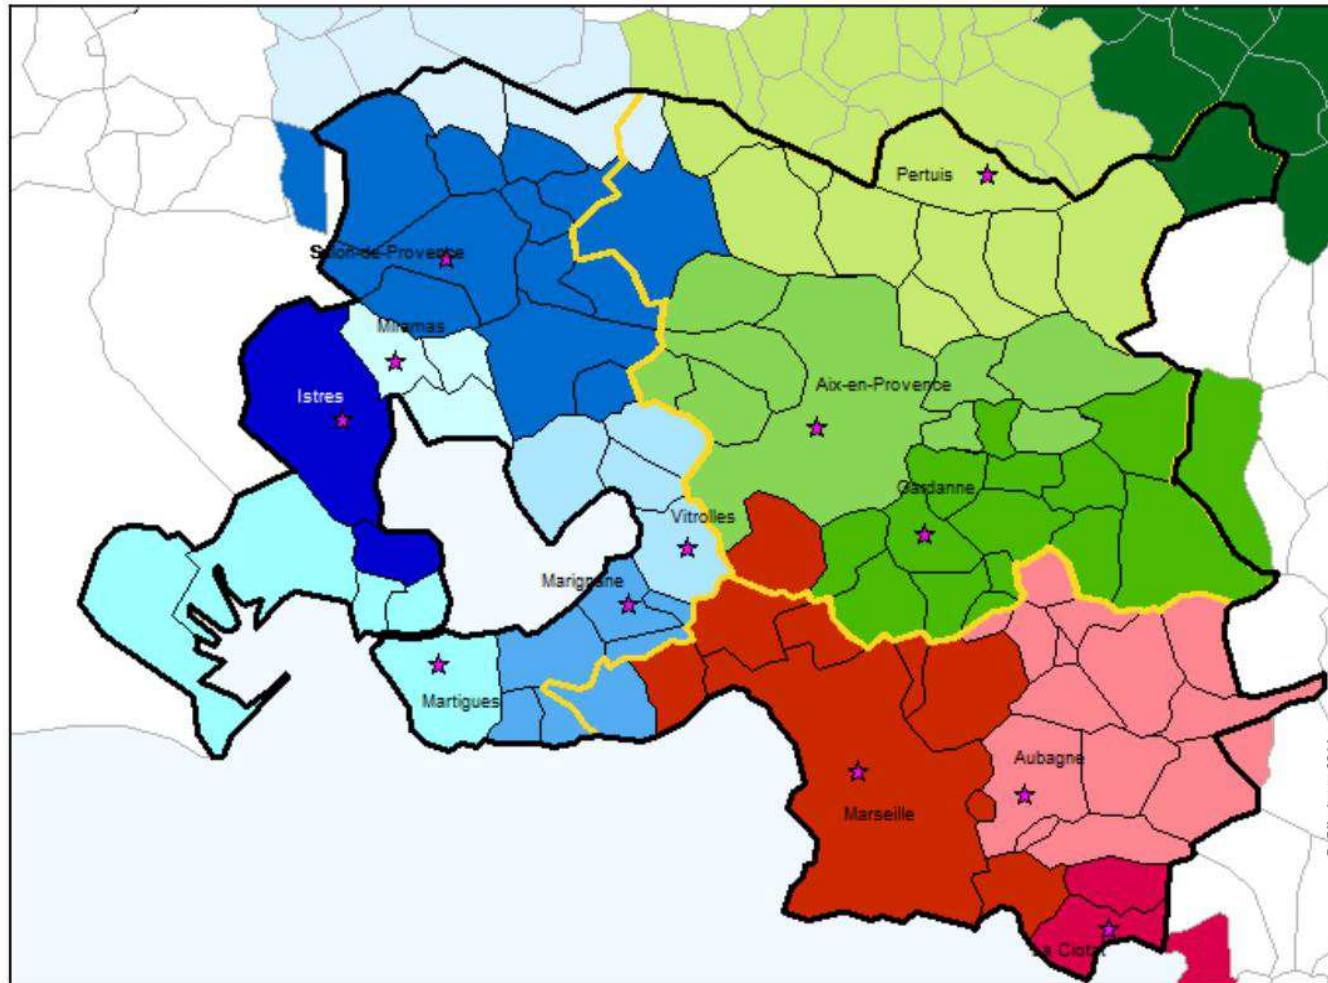 Pertuis
Salon-de-Provence
Miramas
Aix-en-Provence
Istres
Gardanne
Vitrolles
Marignane
Martigues
Aubagne
Marseille
La Ciotat